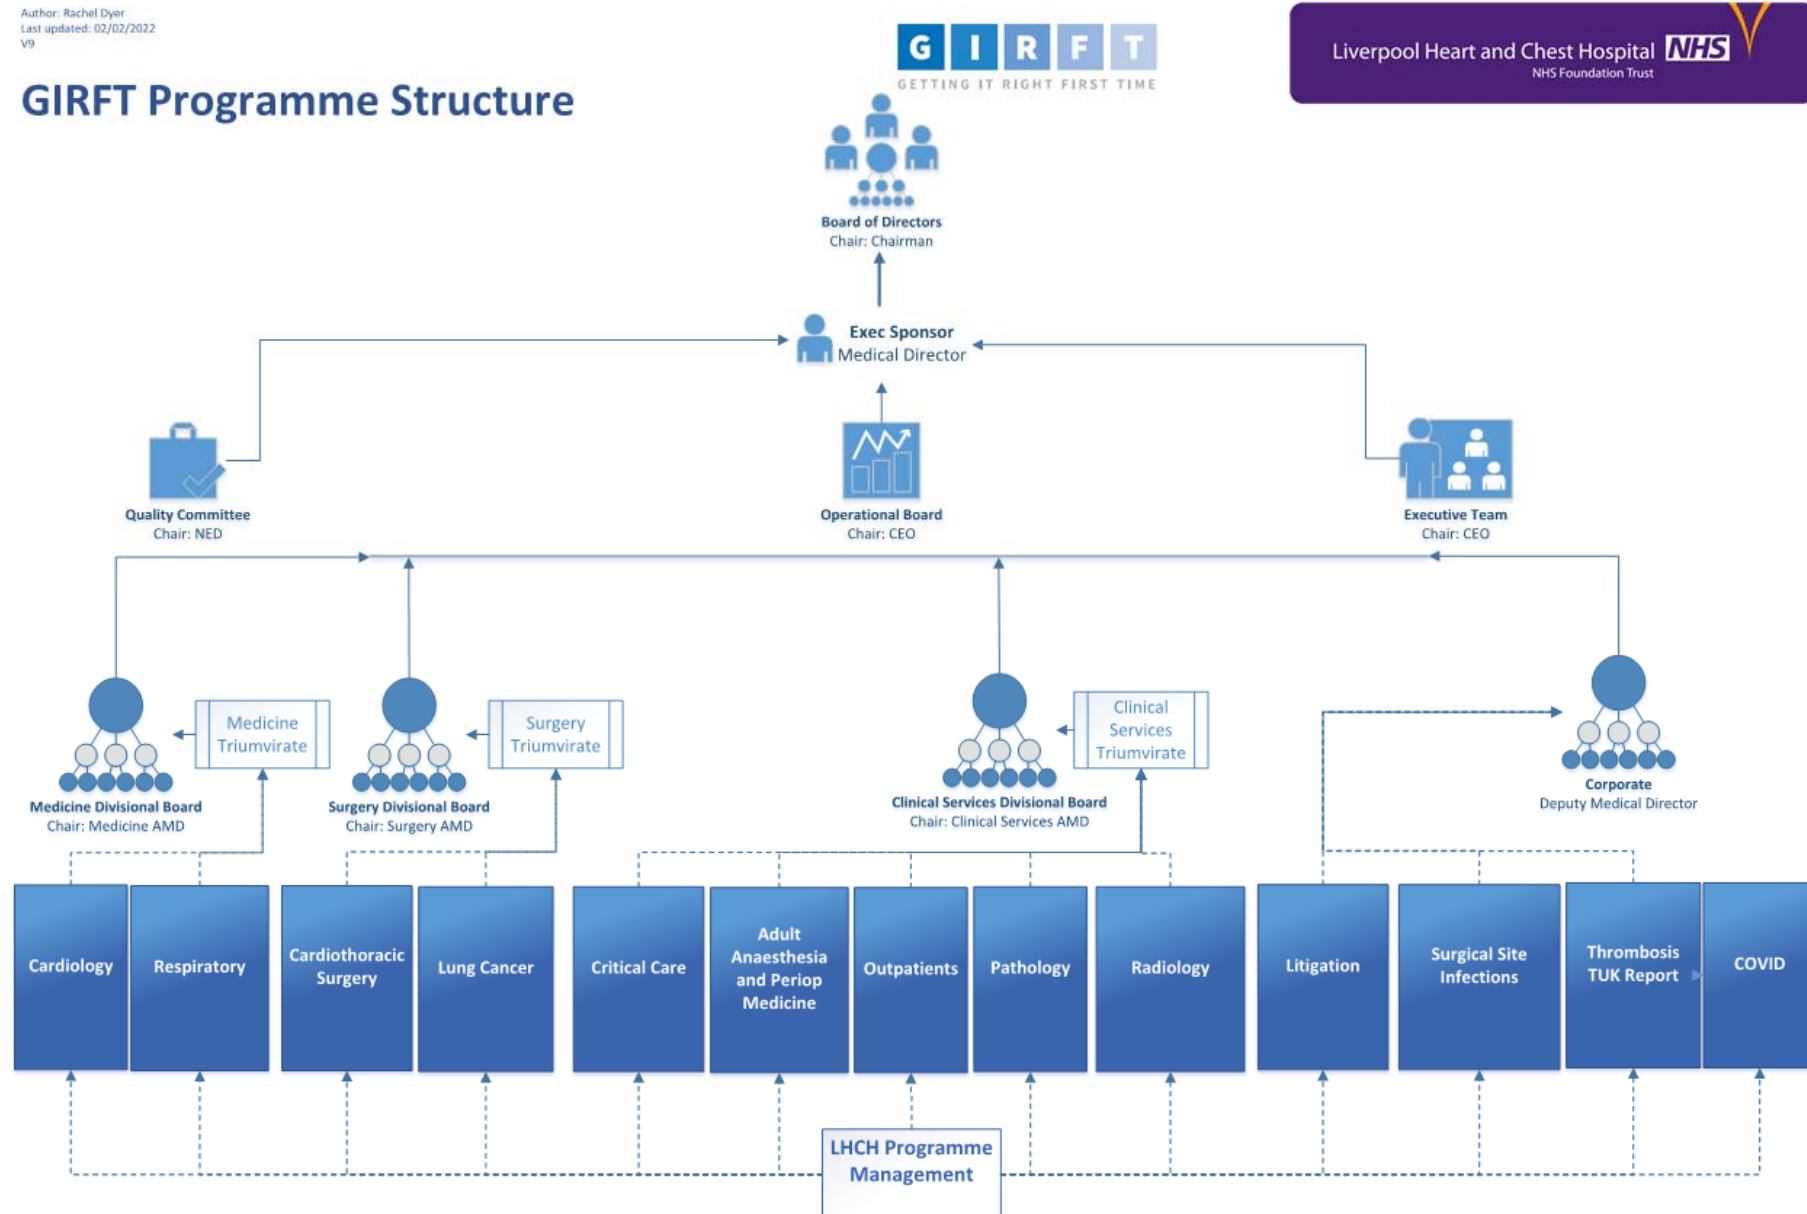 Author: Rachel Dyer
Last updated: 02/02/2022
V9
GIRFT Programme Structure
G I R F T
GETTING IT RIGHT FIRST TIME
Liverpool Heart and Chest Hospital NHS
NHS Foundation Trust
Board of Directors
Chair: Chairman
Exec Sponsor
Medical Director
Quality Committee
Chair: NED
Operational Board
Chair: CEO
Executive Team
Chair: CEO
Medicine
Triumvirate
Surgery
Triumvirate
Clinical
Services
Triumvirate
Medicine Divisional Board
Chair: Medicine AMD
Surgery Divisional Board
Chair: Surgery AMD
Clinical Services Divisional Board
Chair: Clinical Services AMD
Corporate
Deputy Medical Director
Cardiology
Respiratory
Cardiothoracic
Surgery
Lung Cancer
Critical Care
Adult
Anaesthesia
and Periop
Medicine
Outpatients
Pathology
Radiology
Litigation
Surgical Site
Infections
Thrombosis
TUK Report
COVID
LHCH Programme
Management